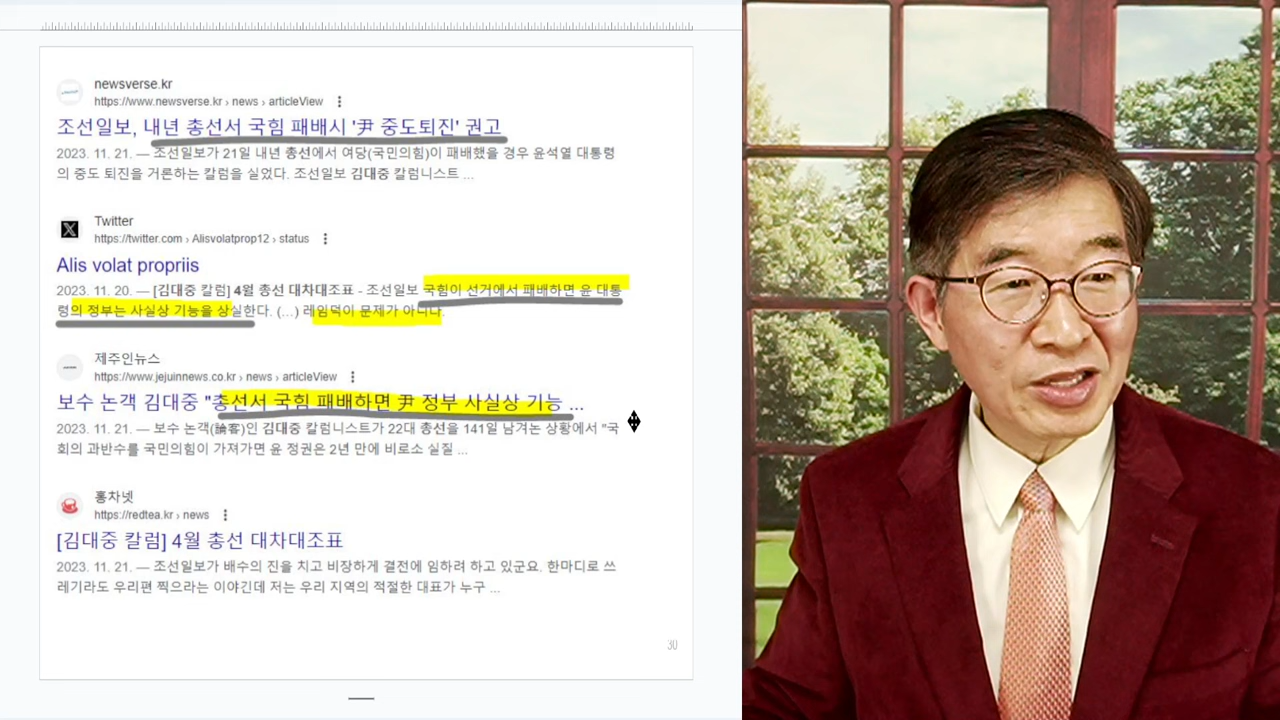 newsverse.kr
https://www.newsverse.kr › news › articleView
조선일보, 내년 총선서 국힘 패배시 '尹 중도퇴진' 권고
2023. 11. 21. — 조선일보가 21일 내년 총선에서 여당(국민의힘)이 패배했을 경우 윤석열 대통령
의 중도 퇴진을 거론하는 칼럼을 실었다. 조선일보 김대중 칼럼니스트 ...
Twitter
https://twitter.com › Alisvolatprop12 › status
Alis volat propriis
2023. 11. 20. — [김대중 칼럼] 4월 총선 대차대조표 - 조선일보 국힘이 선거에서 패배하면 윤 대통
령의 정부는 사실상 기능을 상실한다. (...) 레임덕이 문제가 아니다.
제주인뉴스
https://www.jejuinnews.co.kr › news › articleView
보수 논객 김대중 "총선서 국힘 패배하면 尹 정부 사실상 기능 ...
2023. 11. 21. — 보수 논객(論客)인 김대중 칼럼니스트가 22대 총선을 141일 남겨논 상황에서 "국
회의 과반수를 국민의힘이 가져가면 윤 정권은 2년 만에 비로소 실질 ...
홍차넷
https://redtea.kr › news
[김대중 칼럼] 4월 총선 대차대조표
2023. 11. 21. — 조선일보가 배수의 진을 치고 비장하게 결전에 임하려 하고 있군요. 한마디로 쓰
레기라도 우리편 찍으라는 이야긴데 저는 우리 지역의 적절한 대표가 누구 ...
30